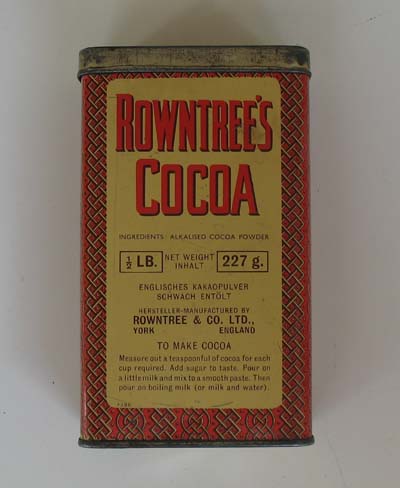 ROWNTREE'S
COCOA
INGREDIENTS: ALKALISED COCOA POWDER
½ LB. NET WEIGHT INHALT 227 g.
ENGLISCHES KAKAOPULVER
SCHWACH ENTÖLT
HERSTELLER-MANUFACTURED BY
ROWNTREE & CO. LTD.,
YORK ENGLAND
TO MAKE COCOA
Measure out a teaspoonful of cocoa for each
cup required. Add sugar to taste. Pour on
a little milk and mix to a smooth paste. Then
pour on boiling milk (or milk and water).